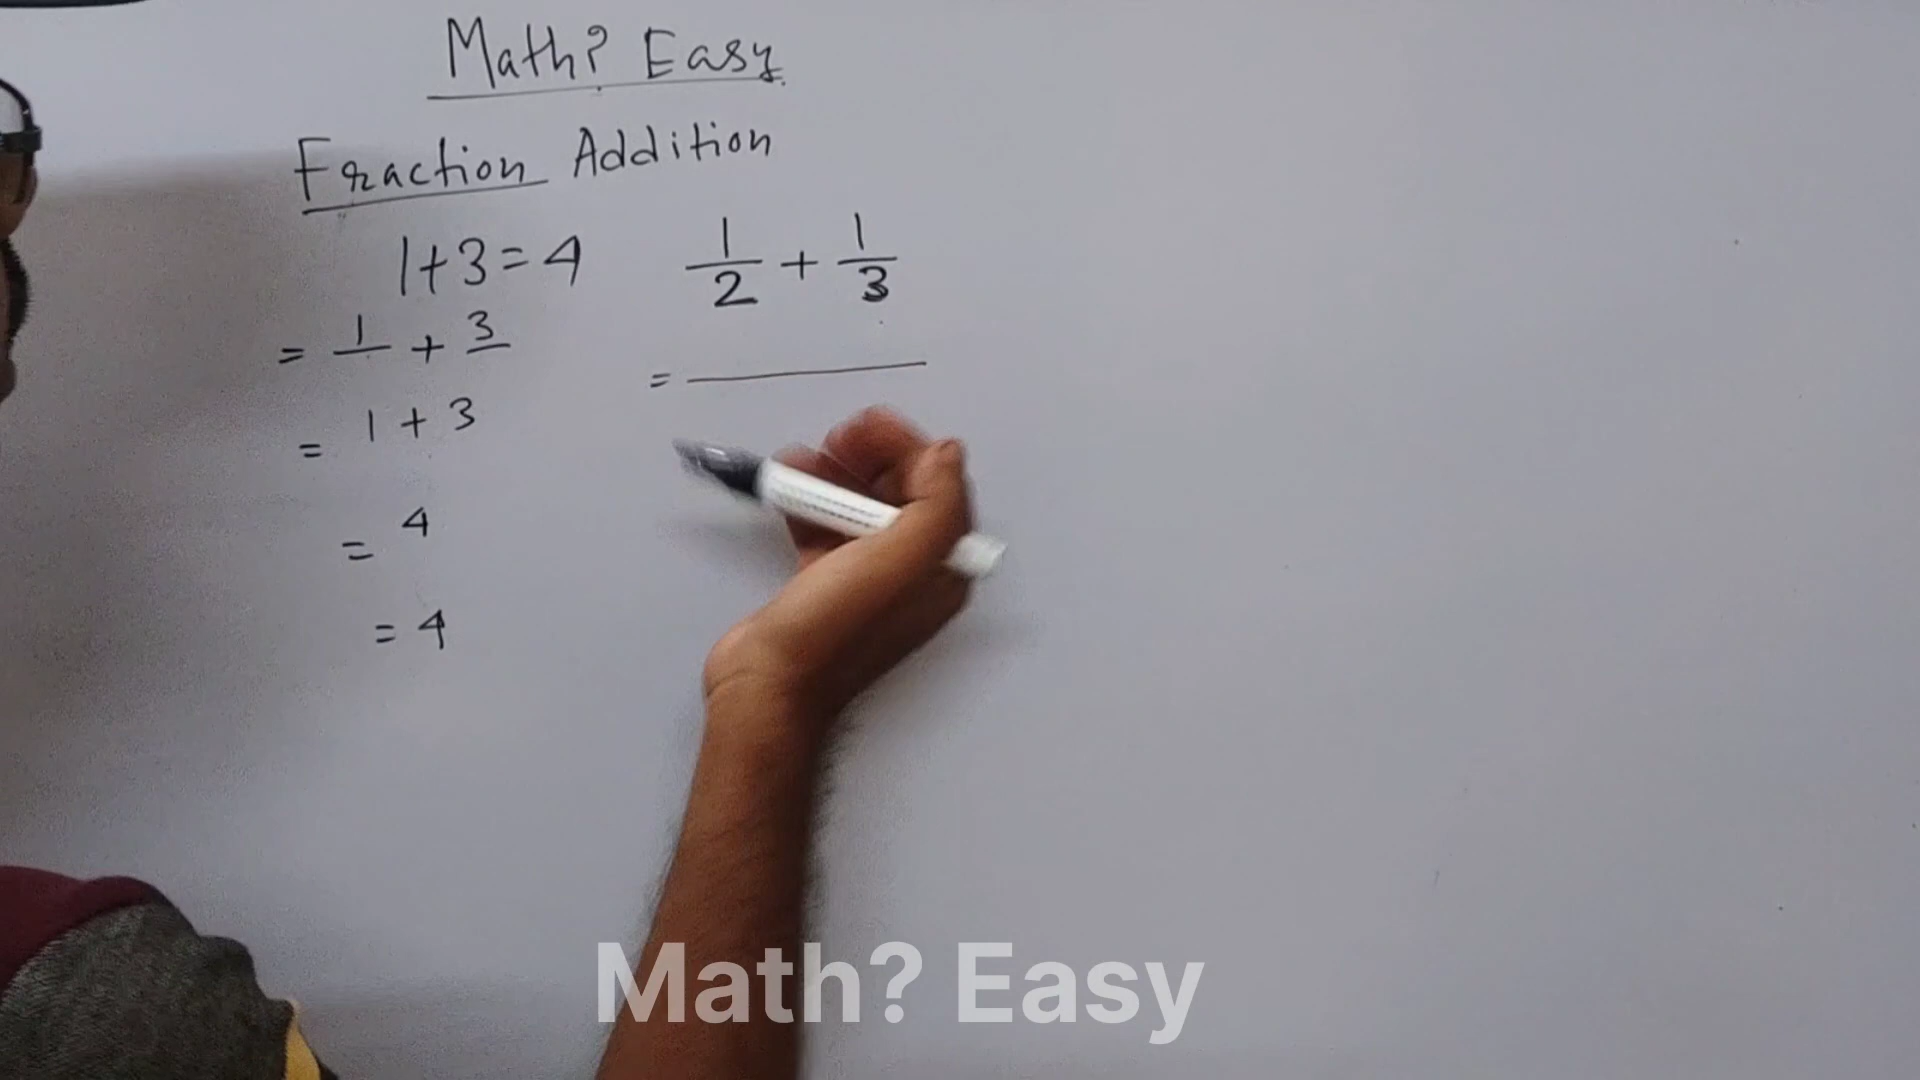 Math? Easy
Fraction Addition
1+3=4
= 1/ + 3/
= 1 + 3
= 4
= 4
1/2 + 1/3
=
Math? Easy